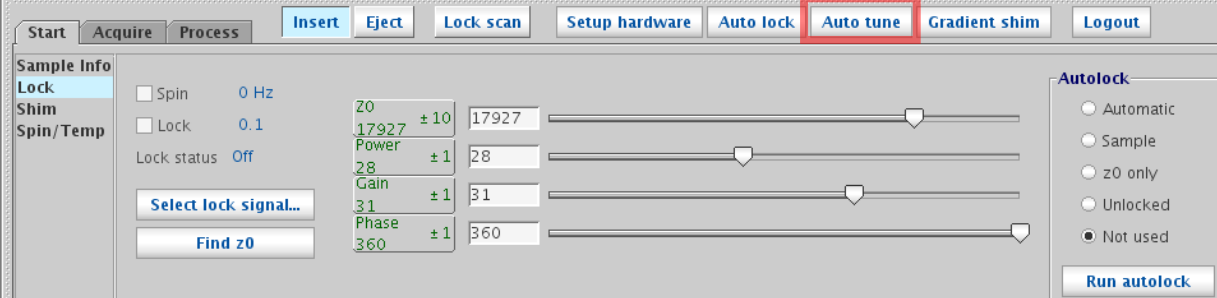 Start Acquire Process Insert Eject Lock scan Setup hardware Auto lock Auto tune Gradient shim Logout
Sample Info
Lock
Shim
Spin/Temp
Spin 0 Hz
Lock 0.1
Lock status Off
Select lock signal...
Find z0
Z0
17927 ±10 17927
Power
28 ±1 28
Gain
31 ±1 31
Phase
360 ±1 360
Autolock
Automatic
Sample
z0 only
Unlocked
Not used
Run autolock